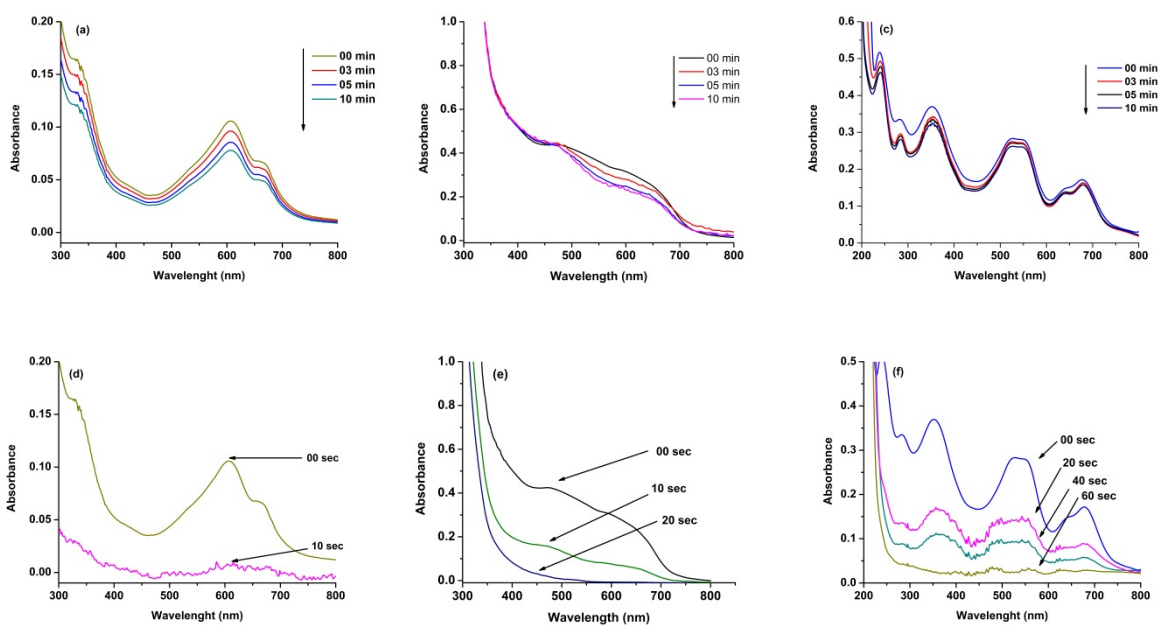 (a)
00 min
03 min
05 min
10 min
Absorbance
0.20
0.15
0.10
0.05
0.00
300 400 500 600 700 800
Wavelenght (nm)
00 min
03 min
05 min
10 min
Absorbance
1.0
0.8
0.6
0.4
0.2
0.0
400 500 600 700 800
Wavelength (nm)
(c)
00 min
03 min
05 min
10 min
Absorbance
0.6
0.5
0.4
0.3
0.2
0.1
0.0
200 300 400 500 600 700 800
Wavelenght (nm)
(d)
00 sec
10 sec
Absorbance
0.20
0.15
0.10
0.05
0.00
300 400 500 600 700 800
Wavelenght (nm)
(e)
00 sec
10 sec
20 sec
Absorbance
1.0
0.8
0.6
0.4
0.2
0.0
300 400 500 600 700 800
Wavelength (nm)
(f)
00 sec
20 sec
40 sec
60 sec
Absorbance
0.5
0.4
0.3
0.2
0.1
0.0
200 300 400 500 600 700 800
Wavelenght (nm)